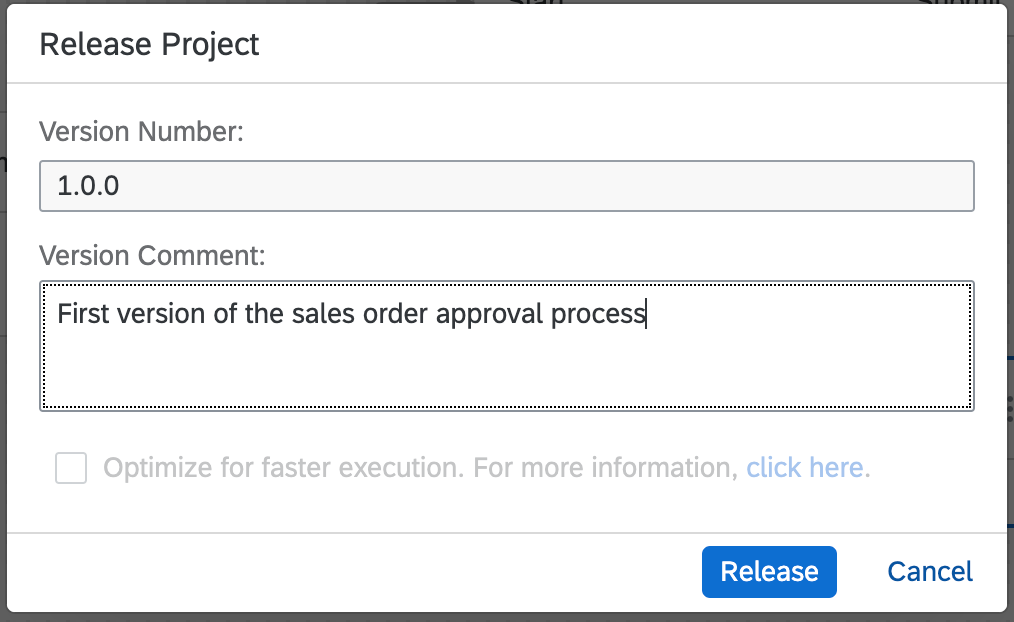 Release Project
Version Number:
1.0.0
Version Comment:
First version of the sales order approval process
Optimize for faster execution. For more information, click here.
Release Cancel